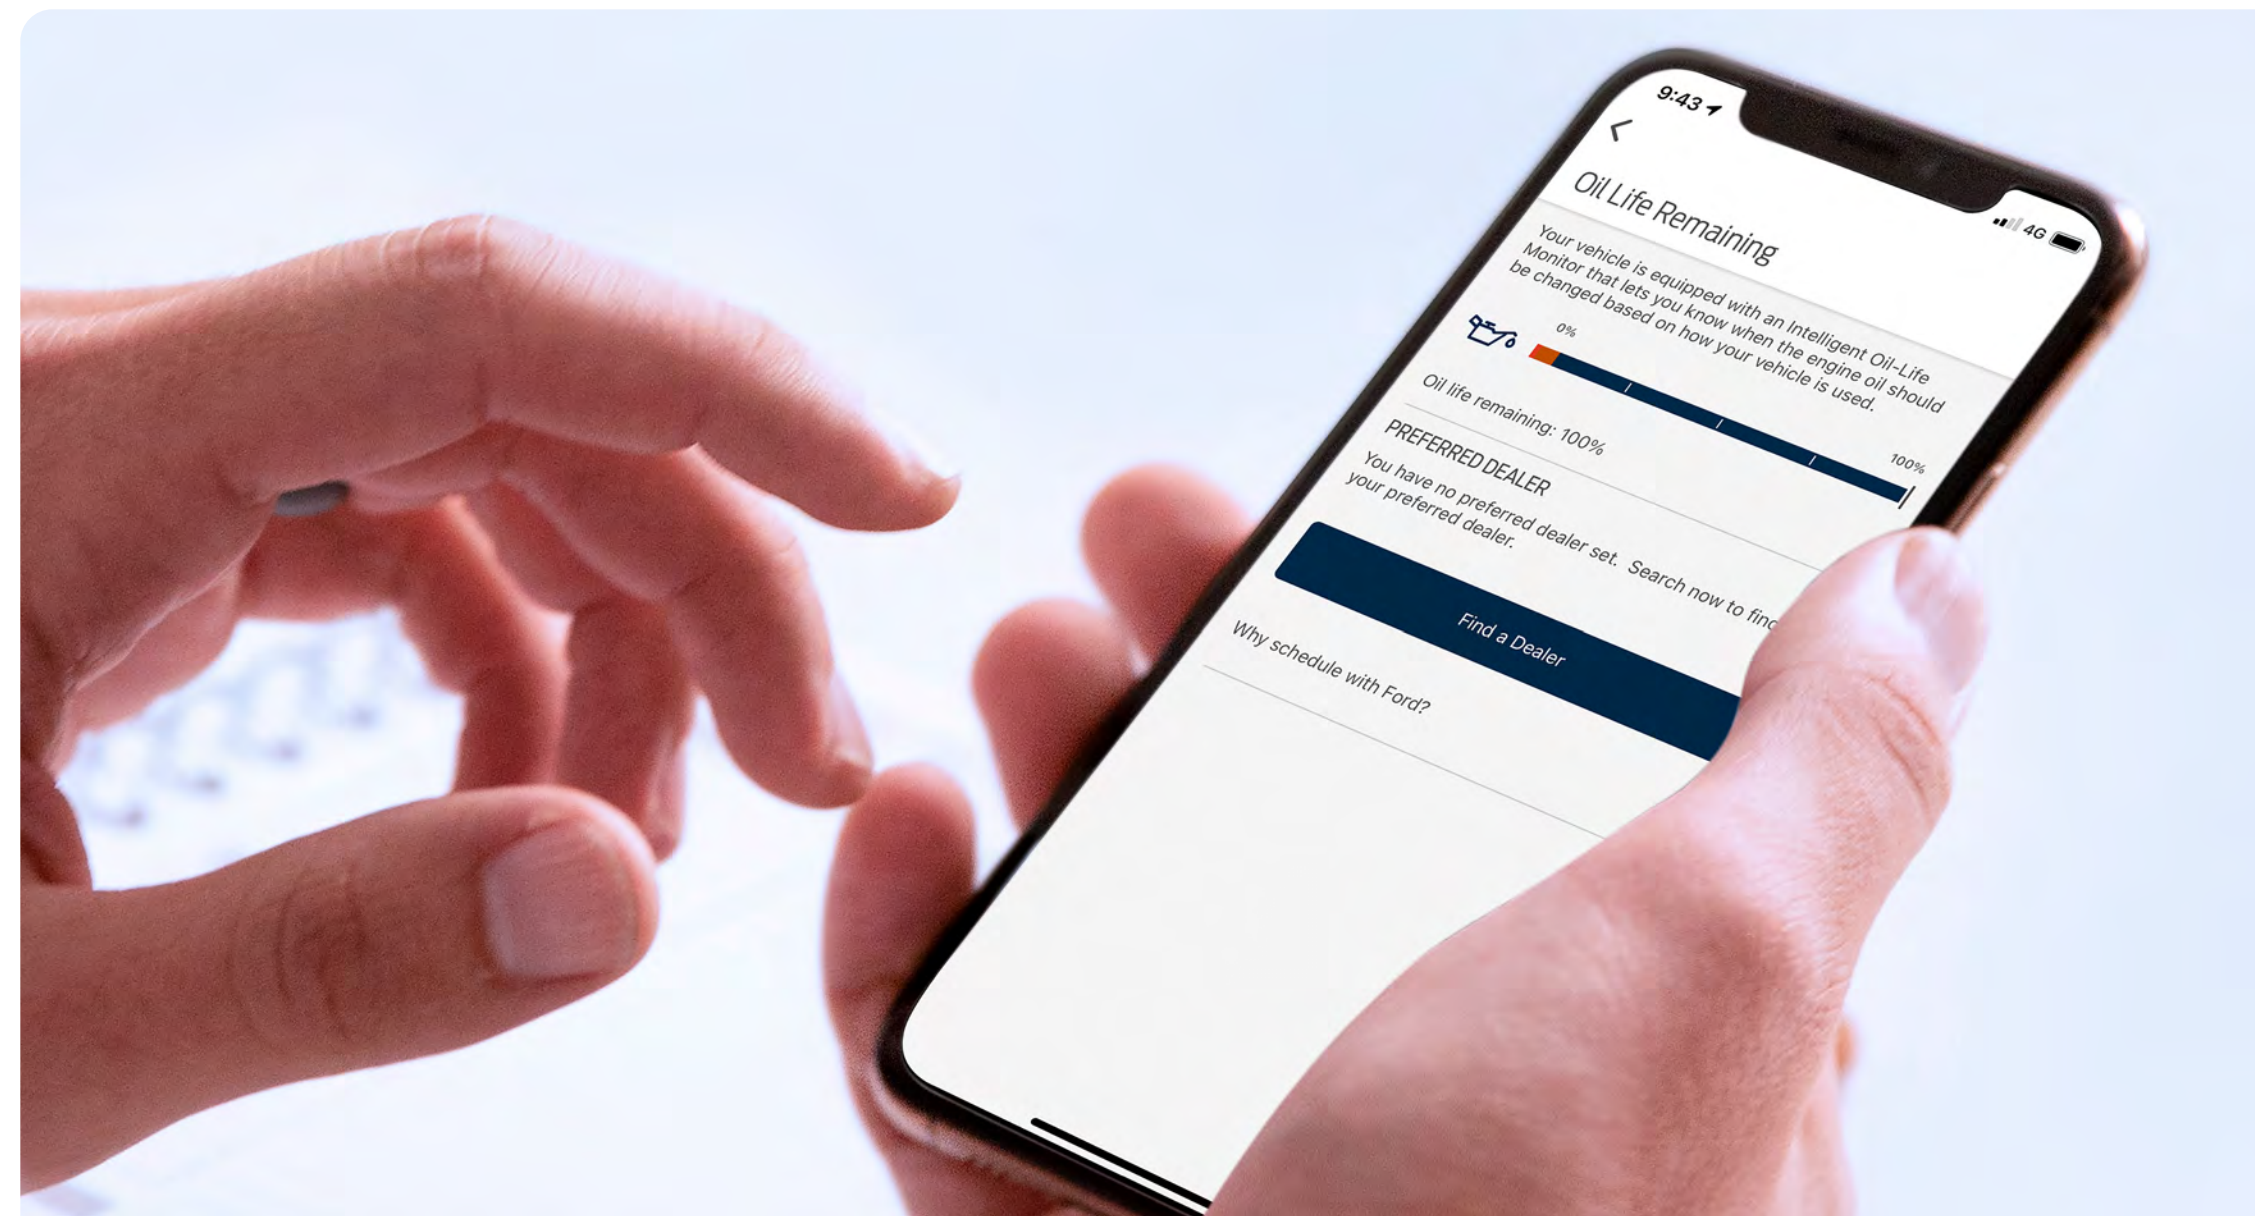 9:43
4G
Oil Life Remaining
Your vehicle is equipped with an Intelligent Oil-Life
Monitor that lets you know when the engine oil should
be changed based on how your vehicle is used.
0%
100%
Oil life remaining: 100%
PREFERRED DEALER
You have no preferred dealer set. Search now to find
your preferred dealer.
Find a Dealer
Why schedule with Ford?